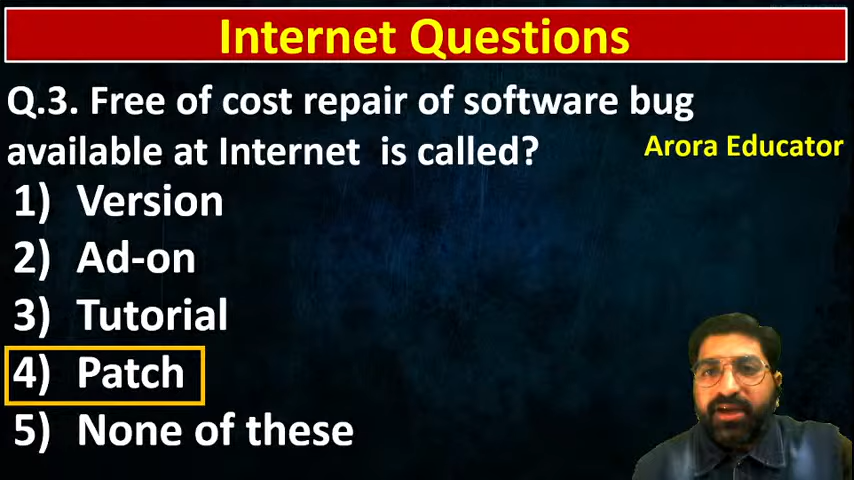 Internet Questions
Q.3. Free of cost repair of software bug
available at Internet is called?
Arora Educator
1) Version
2) Ad-on
3) Tutorial
4) Patch
5) None of these